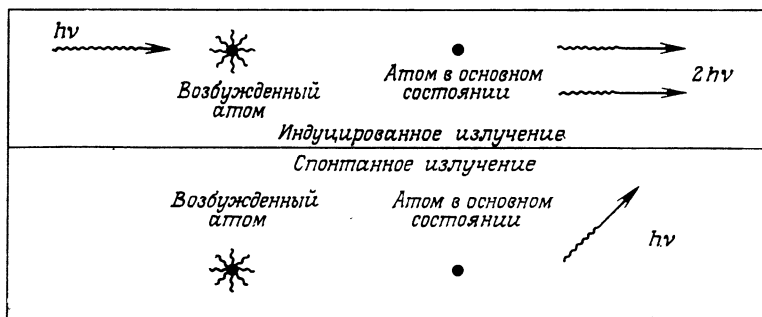 hν
Возбужденный
атом
Атом в основном
состоянии
2hν
Индуцированное излучение
Спонтанное излучение
Возбужденный
атом
Атом в основном
состоянии
hν